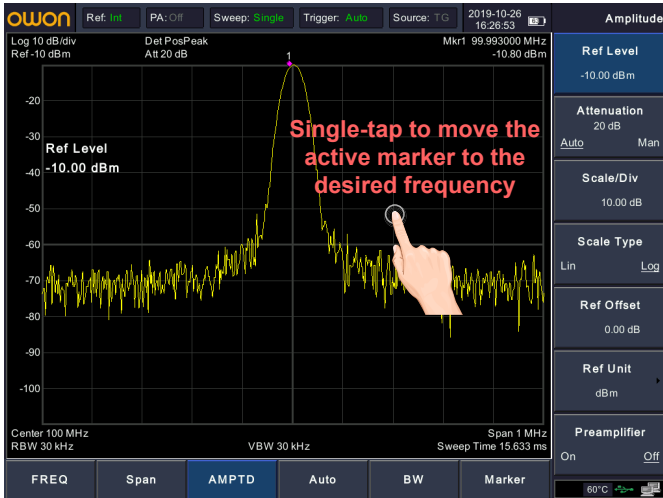 OWON Ref: Int PA: Off Sweep: Single Trigger: Auto Source: TG 2019-10-26
16:26:53
Amplitude
Log 10 dB/div Det PosPeak Mkr1 99.993000 MHz
Ref -10 dBm Att 20 dB -10.80 dBm
1
-20
-30
Ref Level
-10.00 dBm
-50
-60
-70
-80
-90
-100
Single-tap to move the
active marker to the
desired frequency
Center 100 MHz Span 1 MHz
RBW 30 kHz VBW 30 kHz Sweep Time 15.633 ms
Ref Level
-10.00 dBm
Attenuation
20 dB
Auto Man
Scale/Div
10.00 dB
Scale Type
Lin Log
Ref Offset
0.00 dB
Ref Unit
dBm
Preamplifier
On Off
FREQ Span AMPTD Auto BW Marker
60°C